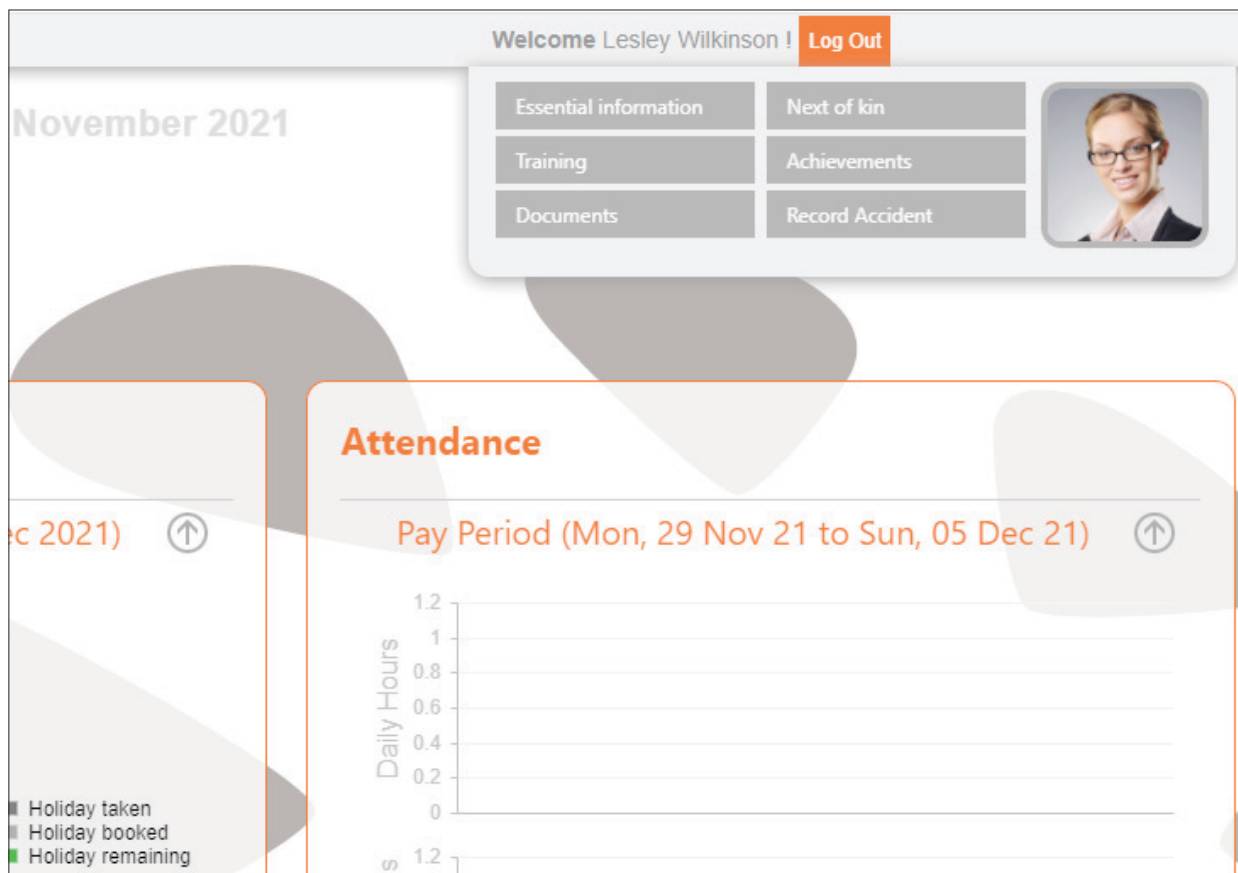 Welcome Lesley Wilkinson ! Log Out
Essential information Next of kin
November 2021
Training Achievements
Documents Record Accident
Attendance
ec 2021)
Pay Period (Mon, 29 Nov 21 to Sun, 05 Dec 21)
1.2
1
0.8
0.6
0.4
0.2
0
Daily Hours
Holiday taken
Holiday booked
Holiday remaining
1.2
s